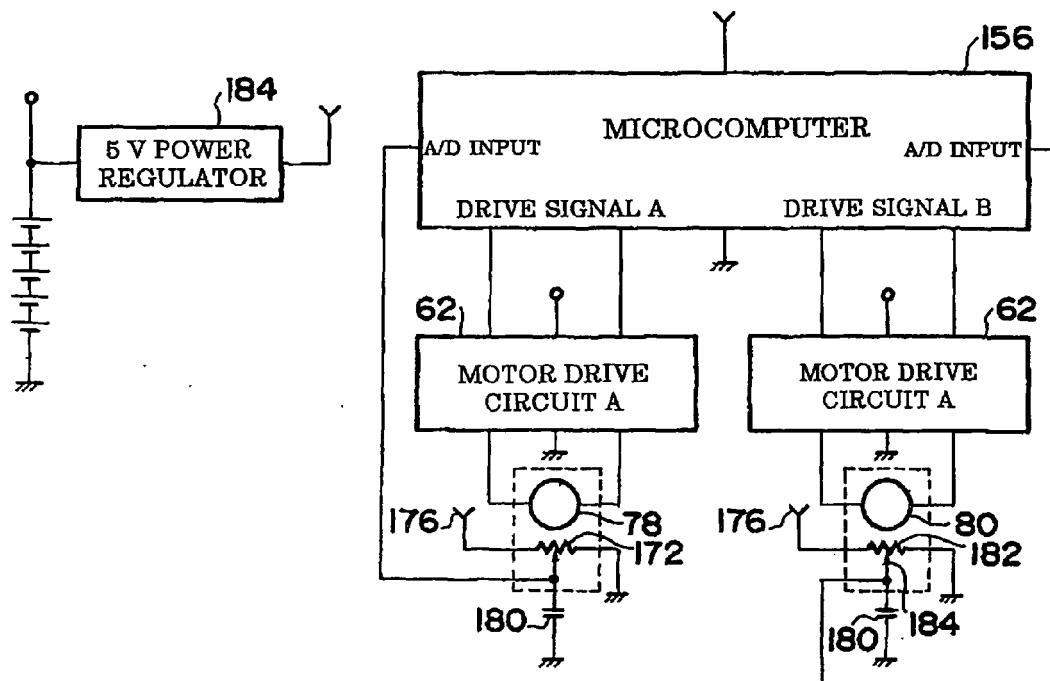 156
184
5 V POWER
REGULATOR
MICROCOMPUTER
A/D INPUT
A/D INPUT
DRIVE SIGNAL A
DRIVE SIGNAL B
62
62
MOTOR DRIVE
CIRCUIT A
MOTOR DRIVE
CIRCUIT A
176
78
172
180
176
80
182
184
180